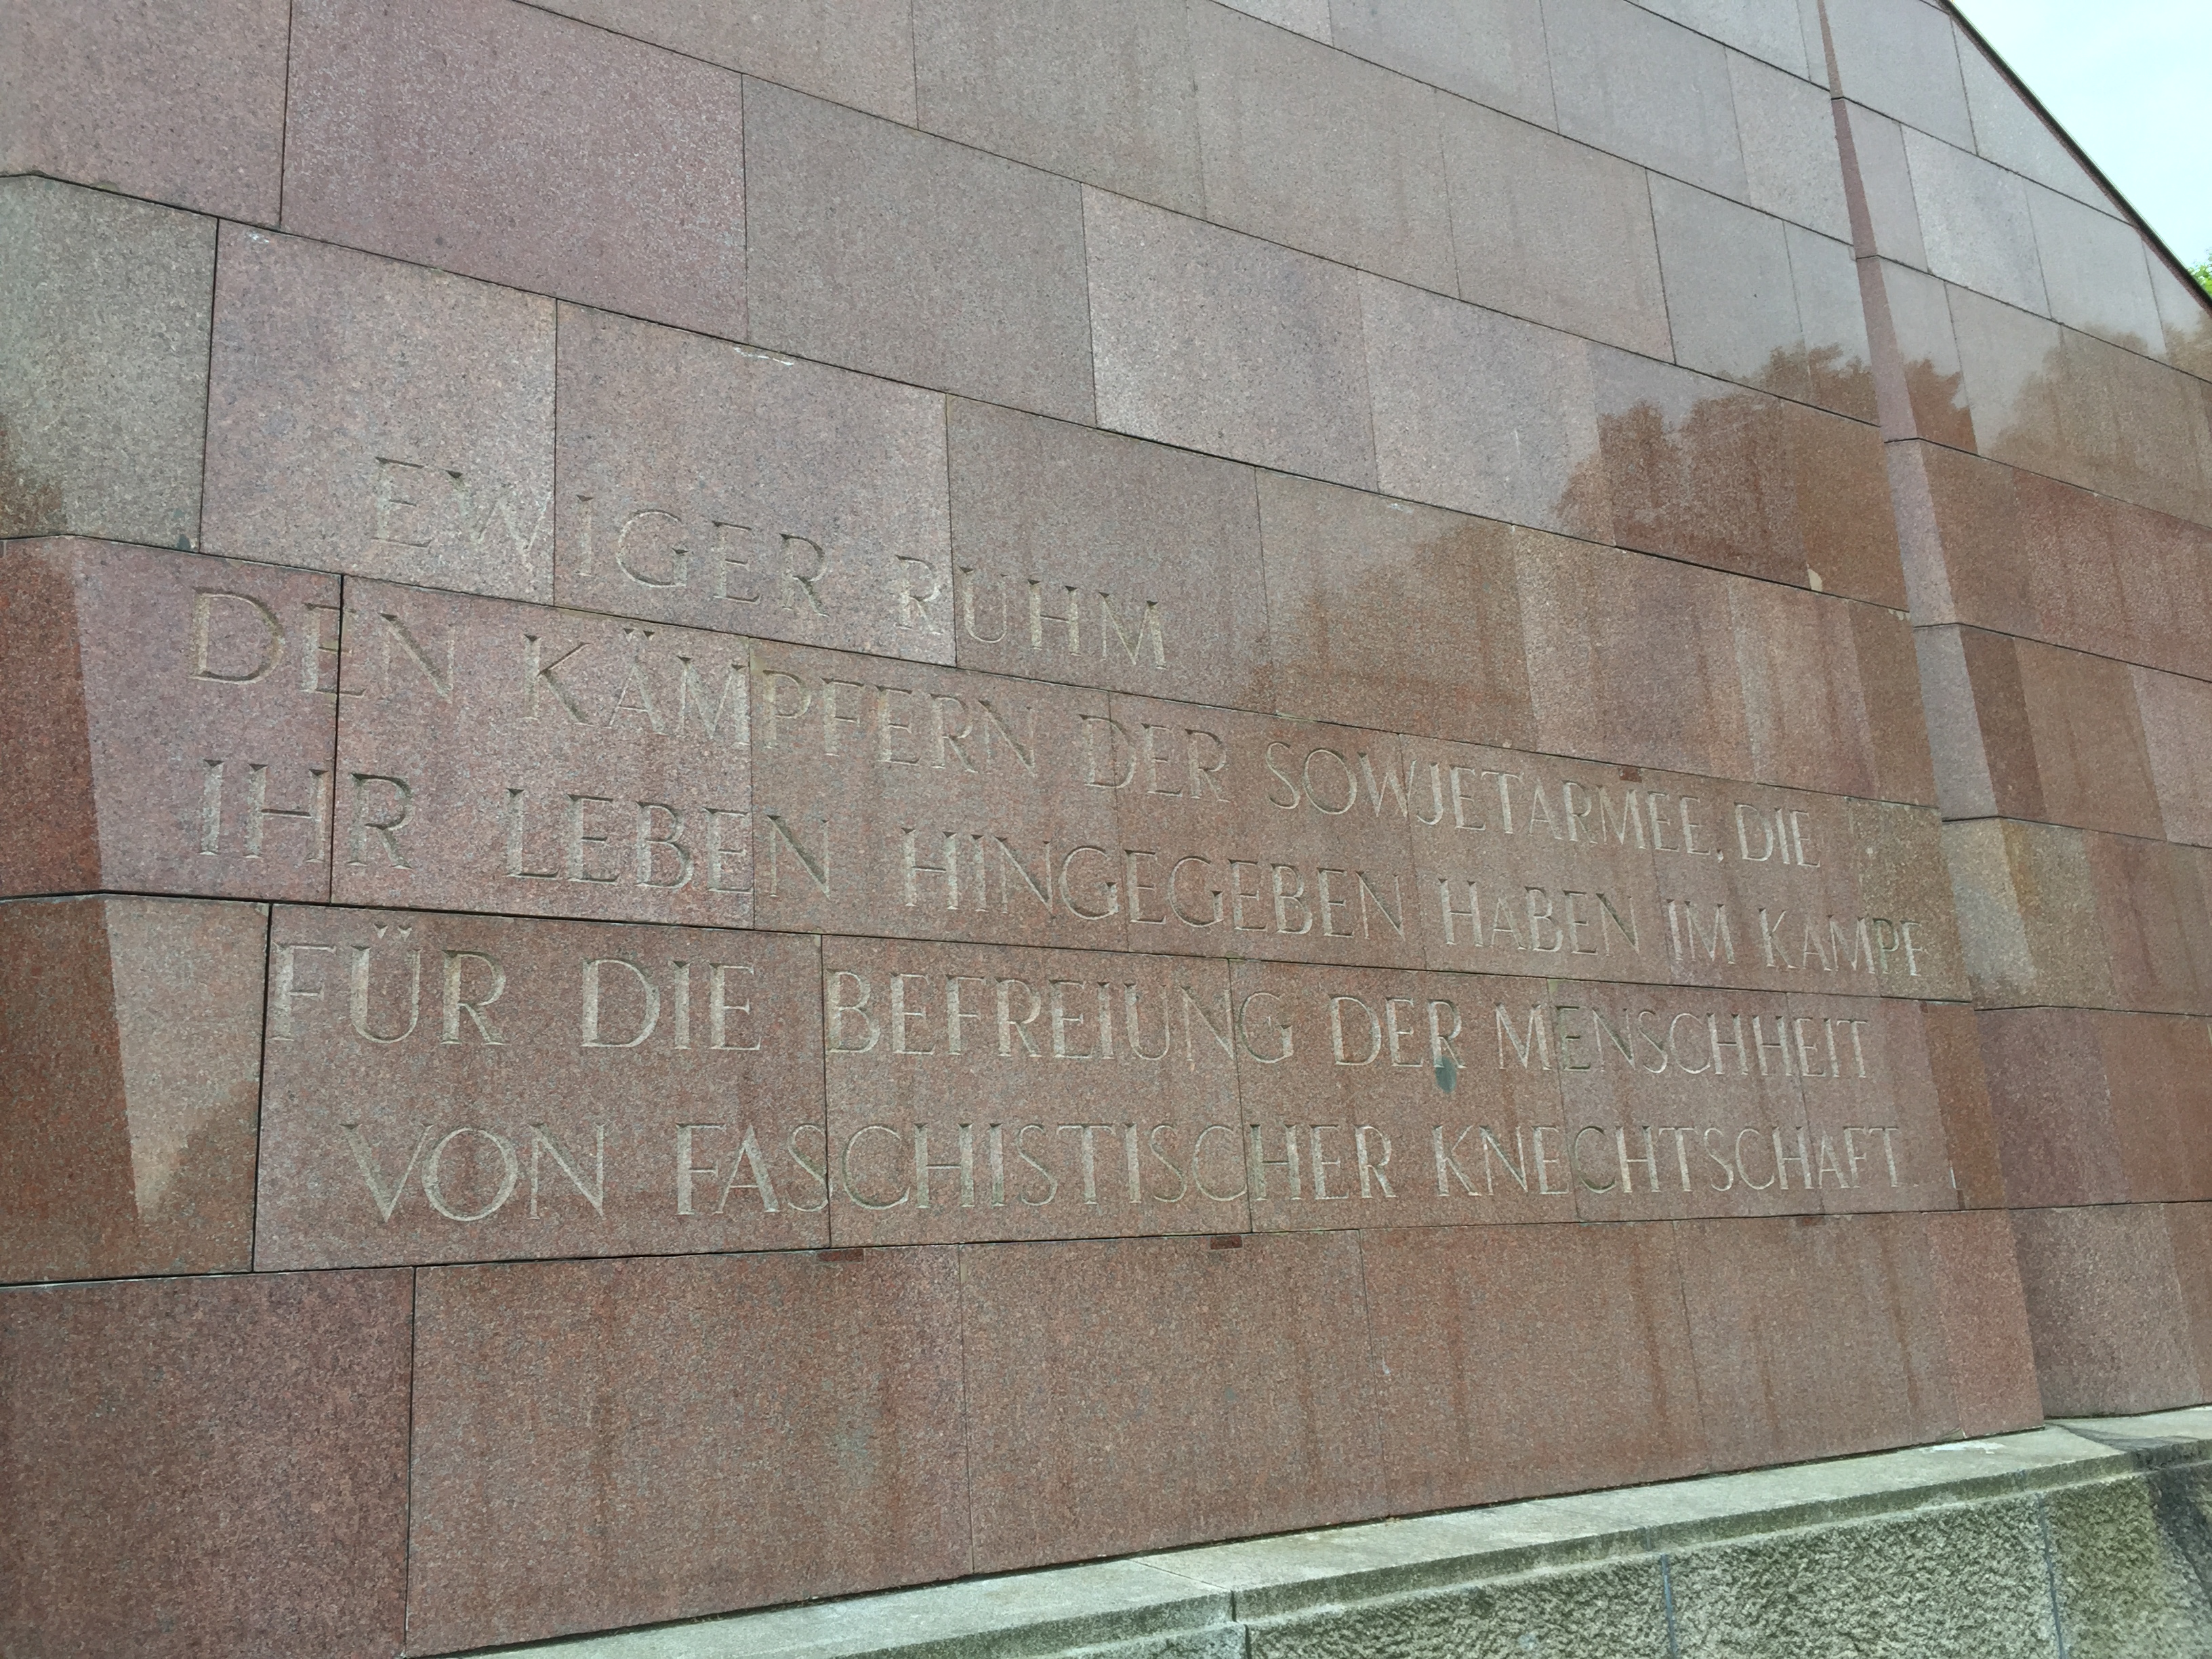 EWIGER RUHM
DEN KÄMPFERN DER SOWJETARMEE, DIE
IHR LEBEN HINGEGEBEN HABEN IM KAMPF
FÜR DIE BEFREIUNG DER MENSCHHEIT
VON FASCHISTISCHER KNECHTSCHAFT.